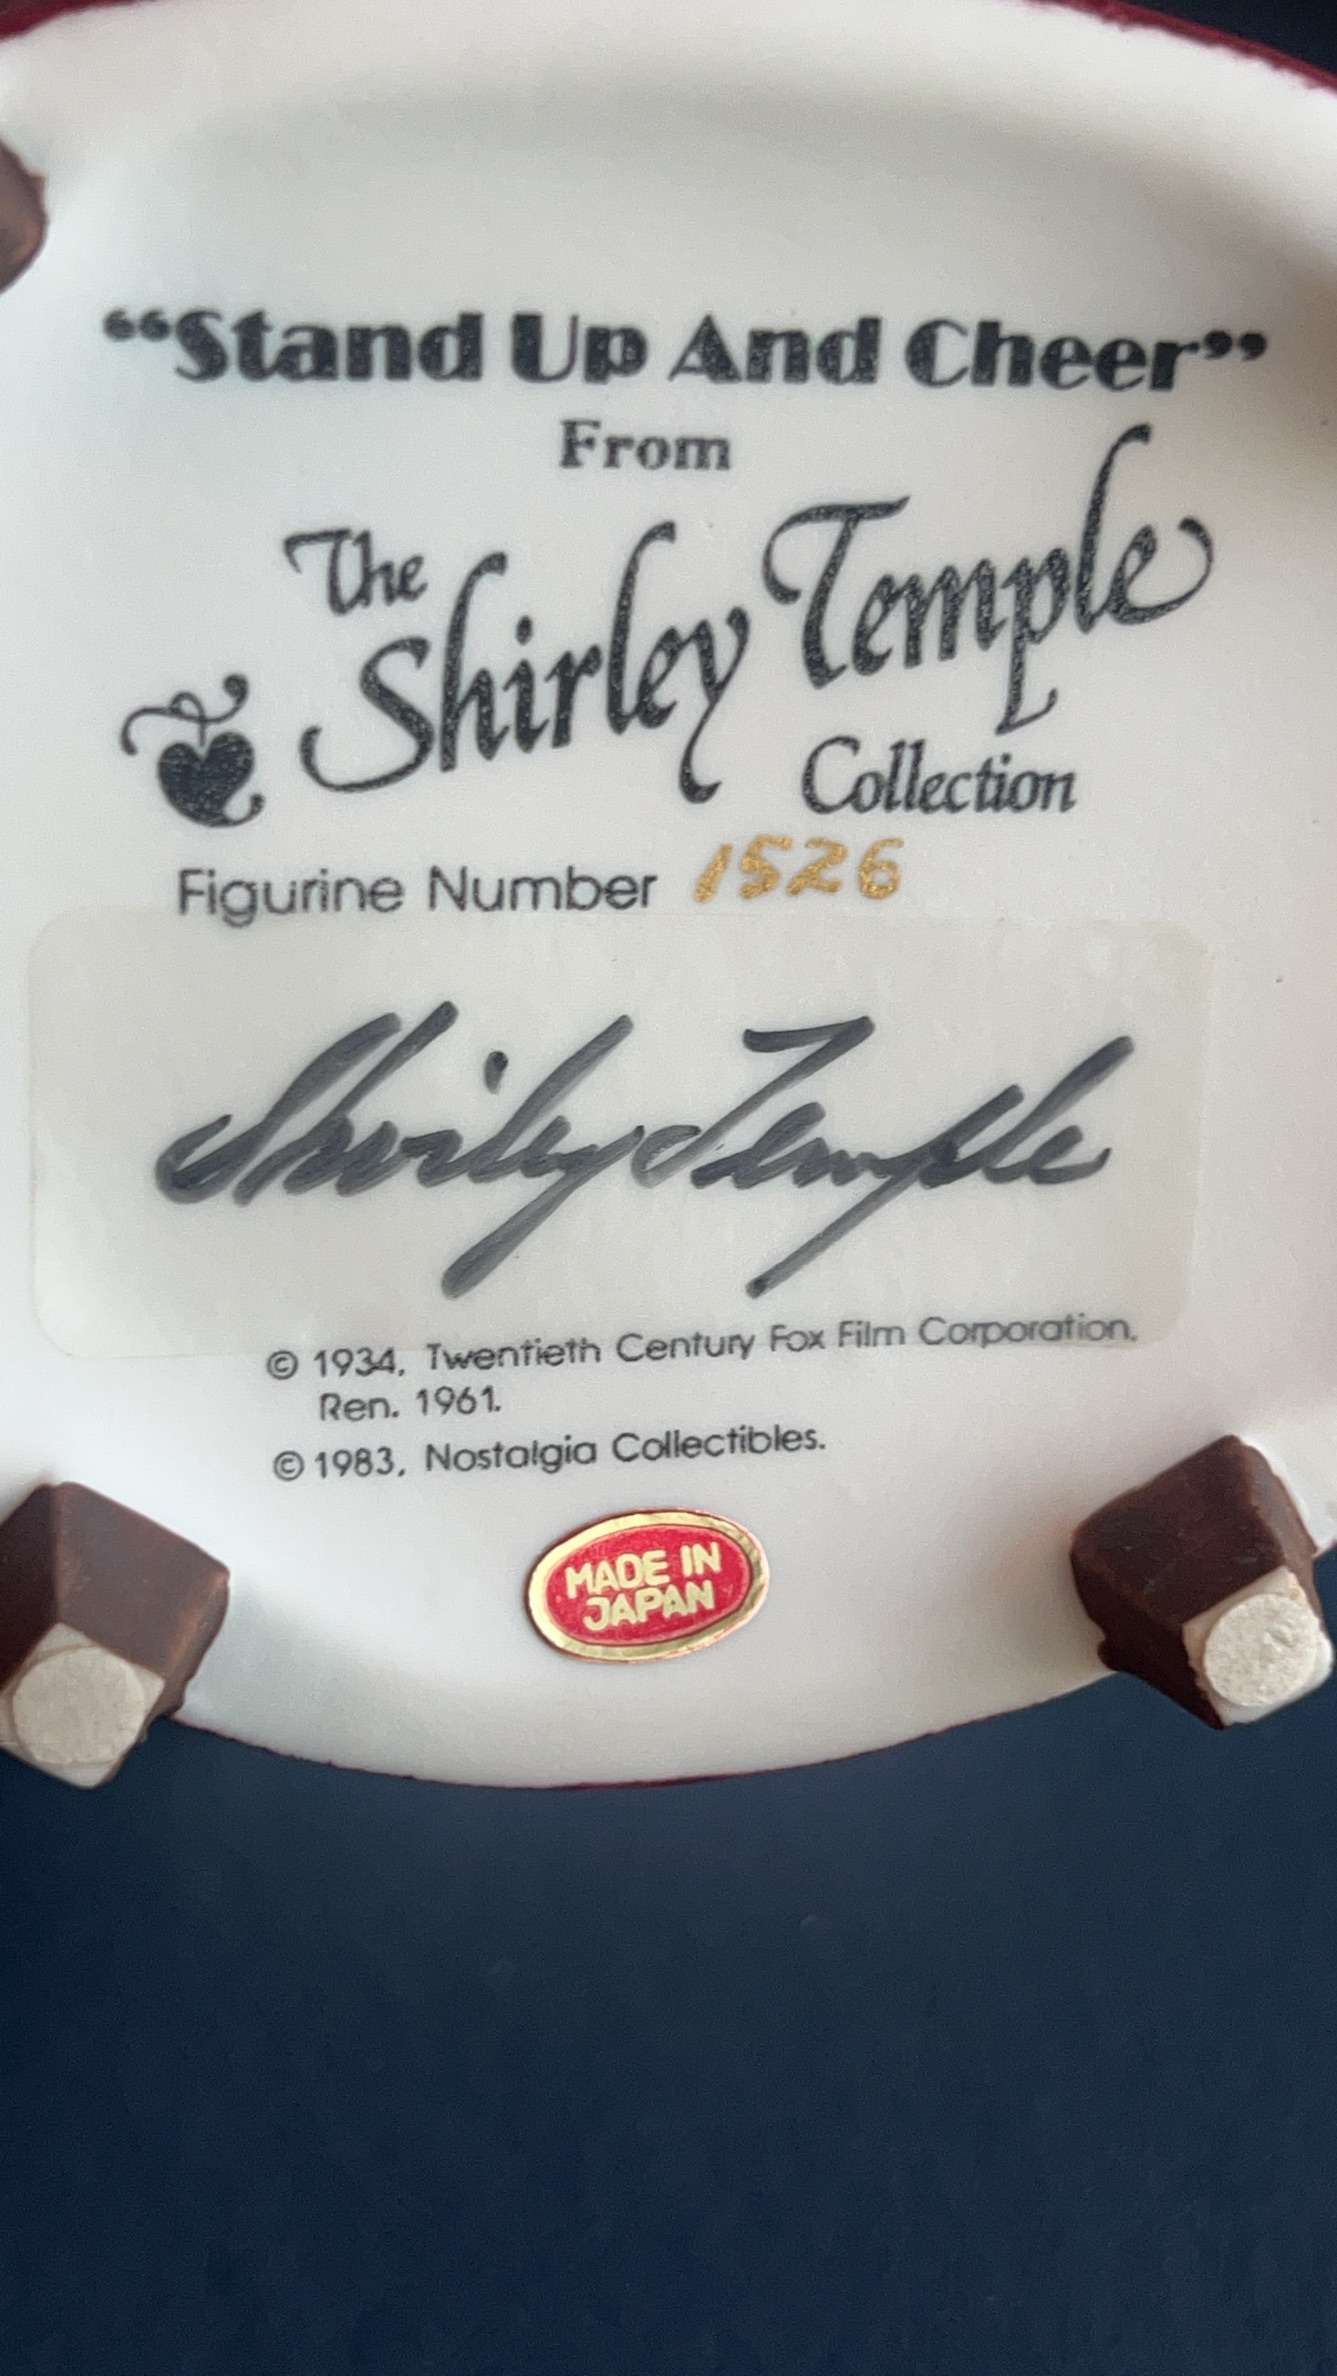 “Stand Up And Cheer”
From
The
Shirley Temple
Collection
Figurine Number 1526
Shirley Temple
© 1934, Twentieth Century Fox Film Corporation,
Ren. 1961.
© 1983, Nostalgia Collectibles.
MADE IN
JAPAN